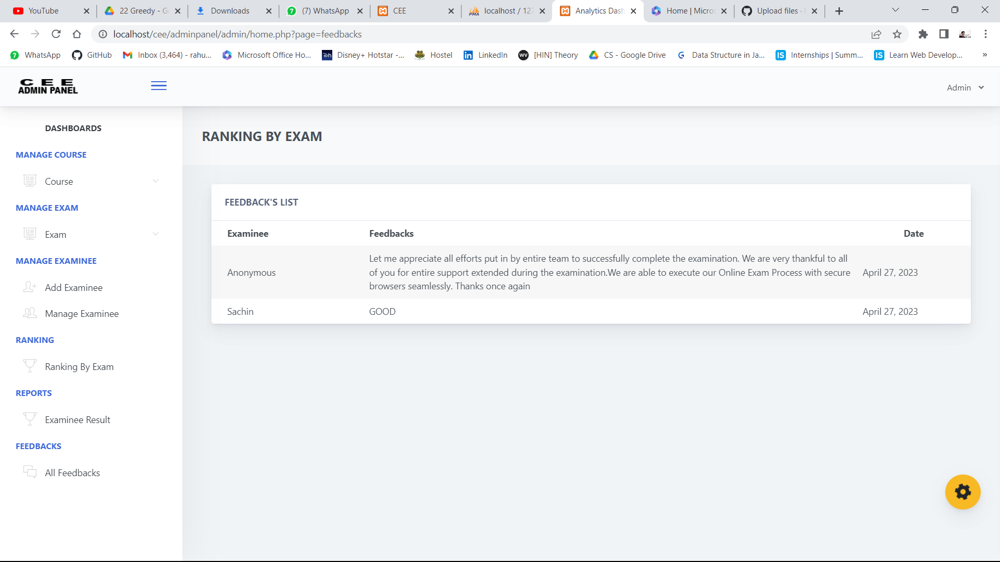 YouTube
22 Greedy - G
Downloads
(7) WhatsApp
CEE
localhost / 127
Analytics Dash
Home | Micros
Upload files ·
localhost/cee/adminpanel/admin/home.php?page=feedbacks
WhatsApp
GitHub
Inbox (3,464) - rahu...
Microsoft Office Ho...
Disney+ Hotstar -...
Hostel
LinkedIn
[HIN] Theory
CS - Google Drive
Data Structure in Ja...
Internships | Summ...
Learn Web Develop...
»
CEE
ADMIN PANEL
Admin
DASHBOARDS
MANAGE COURSE
Course
MANAGE EXAM
Exam
MANAGE EXAMINEE
Add Examinee
Manage Examinee
RANKING
Ranking By Exam
REPORTS
Examinee Result
FEEDBACKS
All Feedbacks
RANKING BY EXAM
FEEDBACK'S LIST
Examinee Feedbacks Date
Anonymous
Let me appreciate all efforts put in by entire team to successfully complete the examination. We are very thankful to all
of you for entire support extended during the examination.We are able to execute our Online Exam Process with secure
browsers seamlessly. Thanks once again
April 27, 2023
Sachin GOOD April 27, 2023